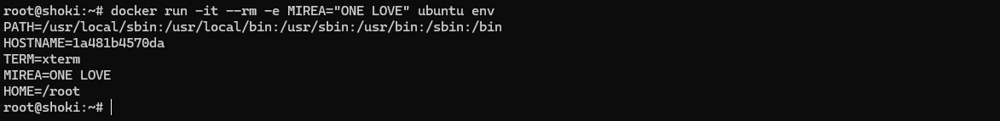 root@shoki:~# docker run -it --rm -e MIREA="ONE LOVE" ubuntu env
PATH=/usr/local/sbin:/usr/local/bin:/usr/sbin:/usr/bin:/sbin:/bin
HOSTNAME=1a481b4570da
TERM=xterm
MIREA=ONE LOVE
HOME=/root
root@shoki:~#